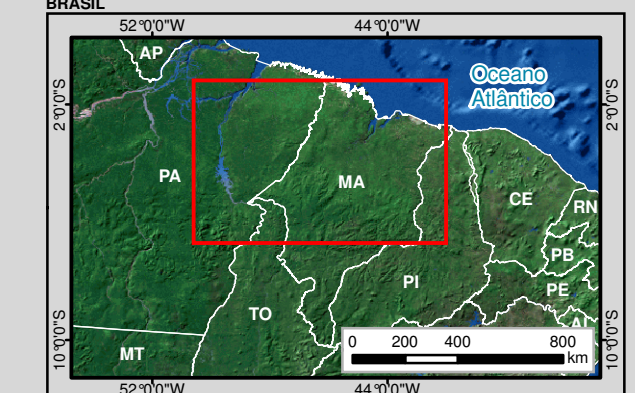 BRASIL
52°0'0"W
44°0'0"W
AP
Oceano
Atlântico
2°0'0"S
2°0'0"S
PA
MA
CE
RN
PB
PI
PE
TO
AL
MT
0 200 400 800
km
10°0'0"S
10°0'0"S
52°0'0"W
44°0'0"W